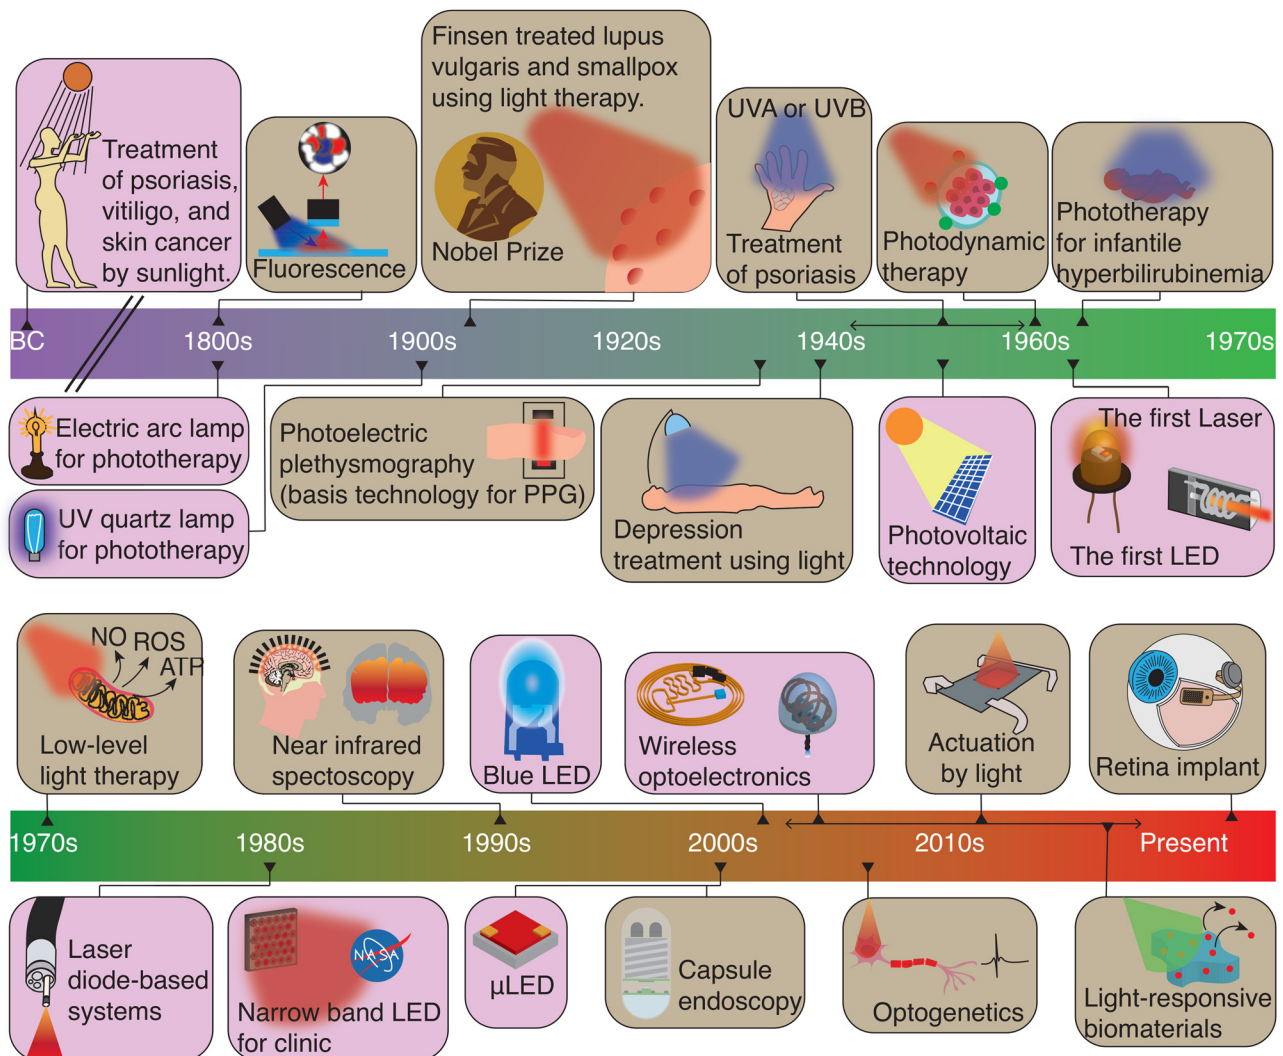 Treatment
of psoriasis,
vitiligo, and
skin cancer
by sunlight.
Fluorescence
Finsen treated lupus
vulgaris and smallpox
using light therapy.
Nobel Prize
UVA or UVB
Treatment
of psoriasis
Photodynamic
therapy
Phototherapy
for infantile
hyperbilirubinemia
BC
1800s
1900s
1920s
1940s
1960s
1970s
Electric arc lamp
for phototherapy
UV quartz lamp
for phototherapy
Photoelectric
plethysmography
(basis technology for PPG)
Depression
treatment using light
Photovoltaic
technology
The first Laser
The first LED
NO
ROS
ATP
Low-level
light therapy
Near infrared
spectoscopy
Blue LED
Wireless
optoelectronics
Actuation
by light
Retina implant
1970s
1980s
1990s
2000s
2010s
Present
Laser
diode-based
systems
NASA
Narrow band LED
for clinic
µLED
Capsule
endoscopy
Optogenetics
Light-responsive
biomaterials